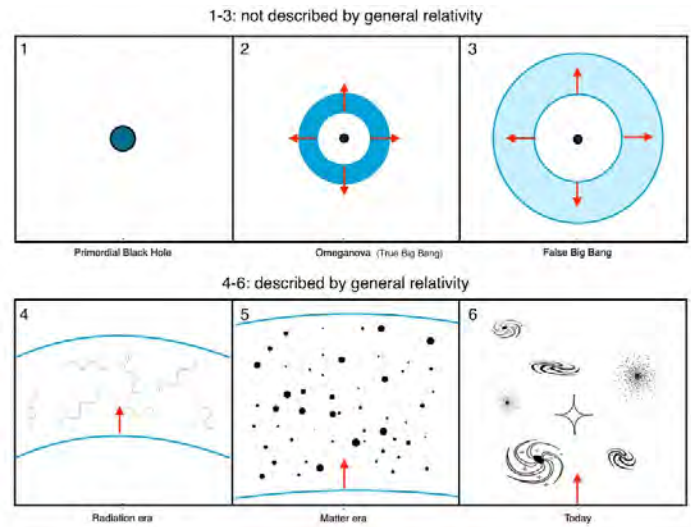 1-3: not described by general relativity
1
2
3
Primordial Black Hole
Omeganova (True Big Bang)
False Big Bang
4-6: described by general relativity
4
5
6
Radiation era
Matter era
Today